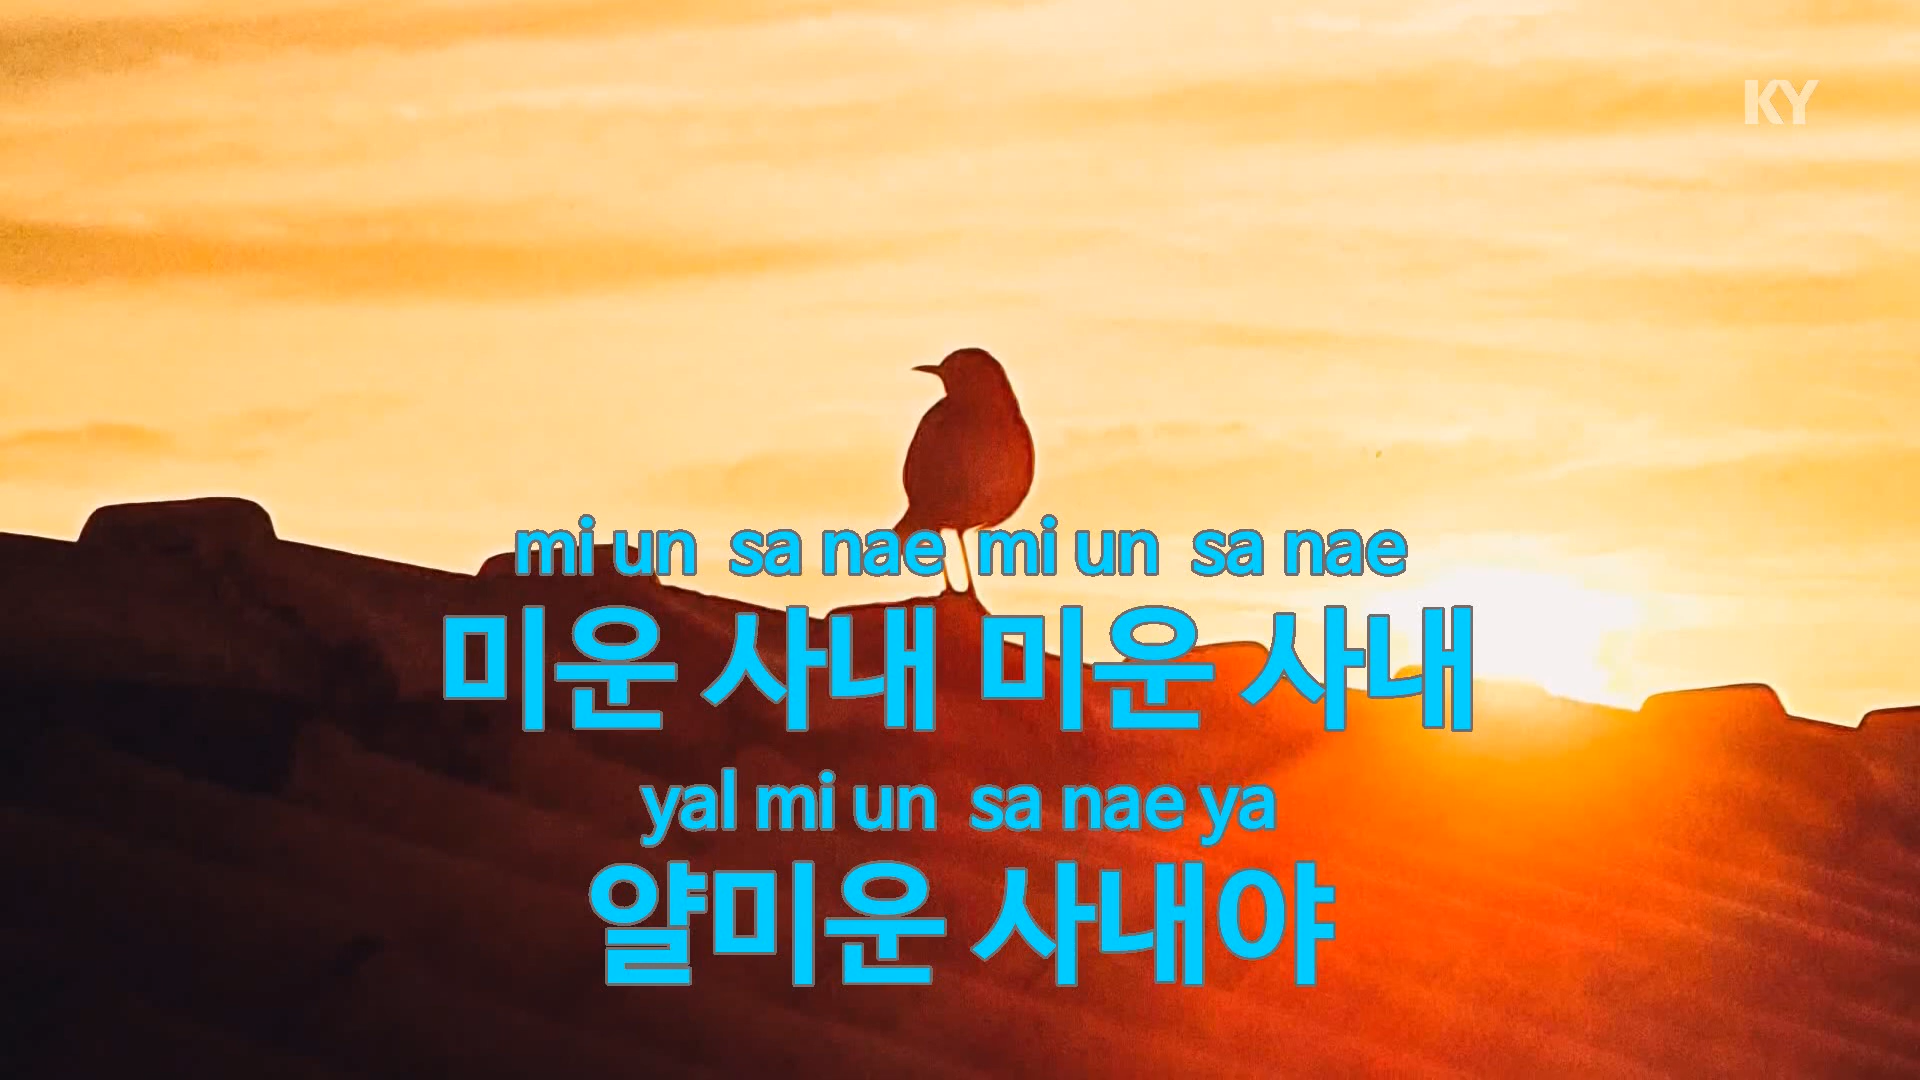 KY
mi un sa nae mi un sa nae
미운 사내 미운 사내
yal mi un sa nae ya
얄미운 사내야